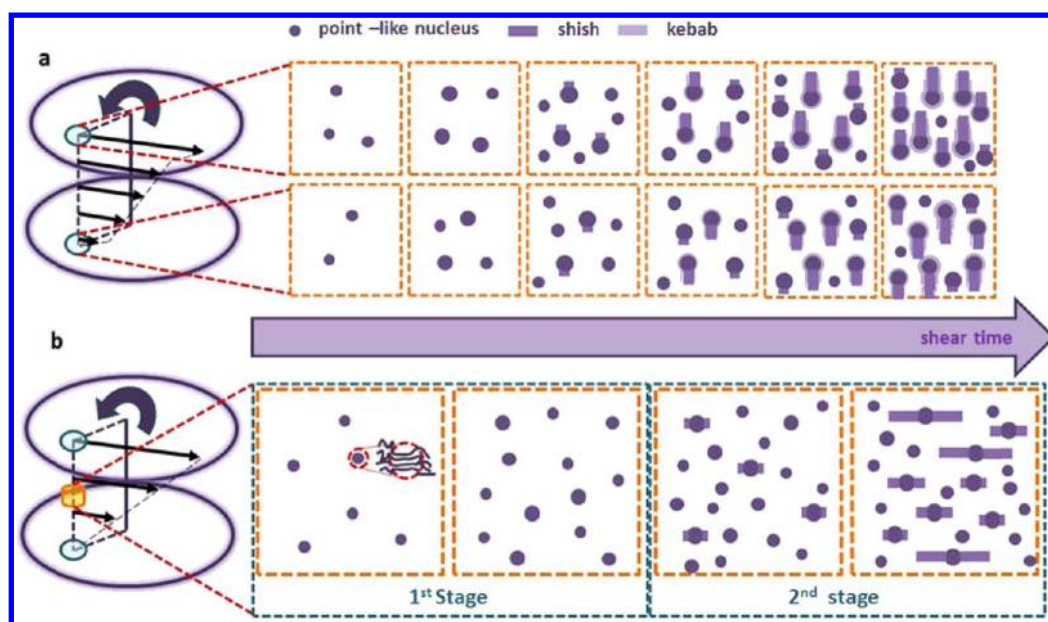 point –like nucleus shish kebab
a
shear time
b
1st Stage 2nd stage